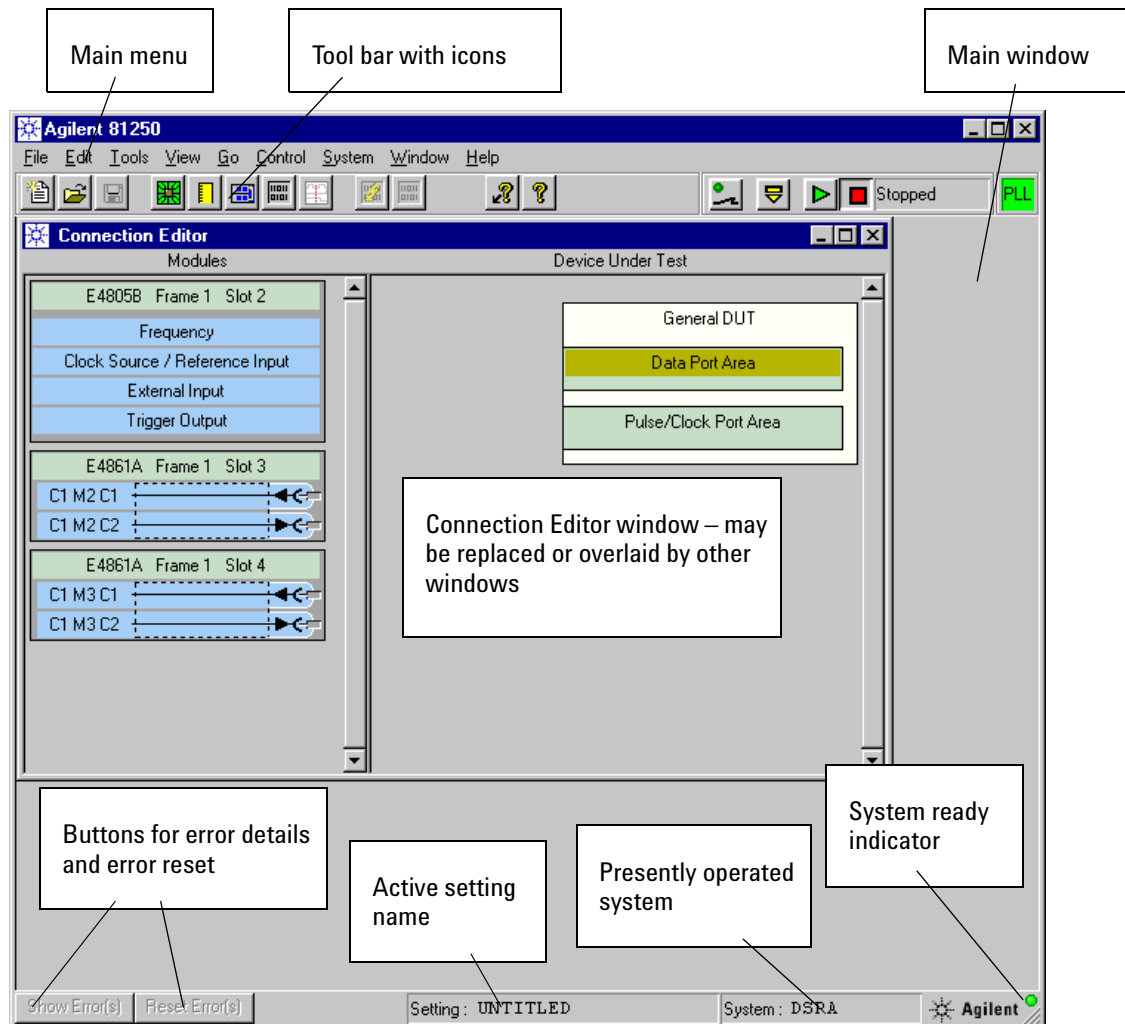 Main menu
Tool bar with icons
Main window
Agilent 81250
File Edit Tools View Go Control System Window Help
Stopped
PLL
Connection Editor
Modules
Device Under Test
E4805B Frame 1 Slot 2
Frequency
Clock Source / Reference Input
External Input
Trigger Output
E4861A Frame 1 Slot 3
C1 M2 C1
C1 M2 C2
E4861A Frame 1 Slot 4
C1 M3 C1
C1 M3 C2
General DUT
Data Port Area
Pulse/Clock Port Area
Connection Editor window – may
be replaced or overlaid by other
windows
Buttons for error details
and error reset
Active setting
name
Presently operated
system
System ready
indicator
Show Error(s)
Reset Error(s)
Setting: UNTITLED
System: DSRA
Agilent